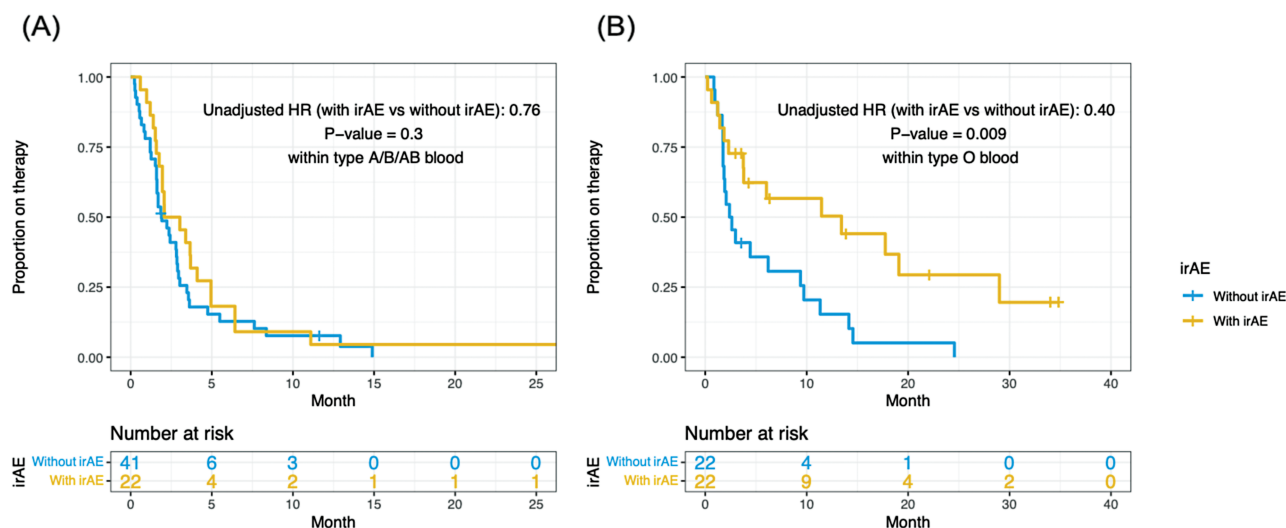 (A)
Proportion on therapy
1.00
0.75
0.50
0.25
0.00
Unadjusted HR (with irAE vs without irAE): 0.76
P−value = 0.3
within type A/B/AB blood
0 5 10 15 20 25
Month
Number at risk
irAE
Without irAE 41 6 3 0 0 0
With irAE 22 4 2 1 1 1
0 5 10 15 20 25
Month
(B)
Proportion on therapy
1.00
0.75
0.50
0.25
0.00
Unadjusted HR (with irAE vs without irAE): 0.40
P−value = 0.009
within type O blood
0 10 20 30 40
Month
Number at risk
irAE
Without irAE 22 4 1 0 0
With irAE 22 9 4 2 0
0 10 20 30 40
Month
irAE
Without irAE
With irAE